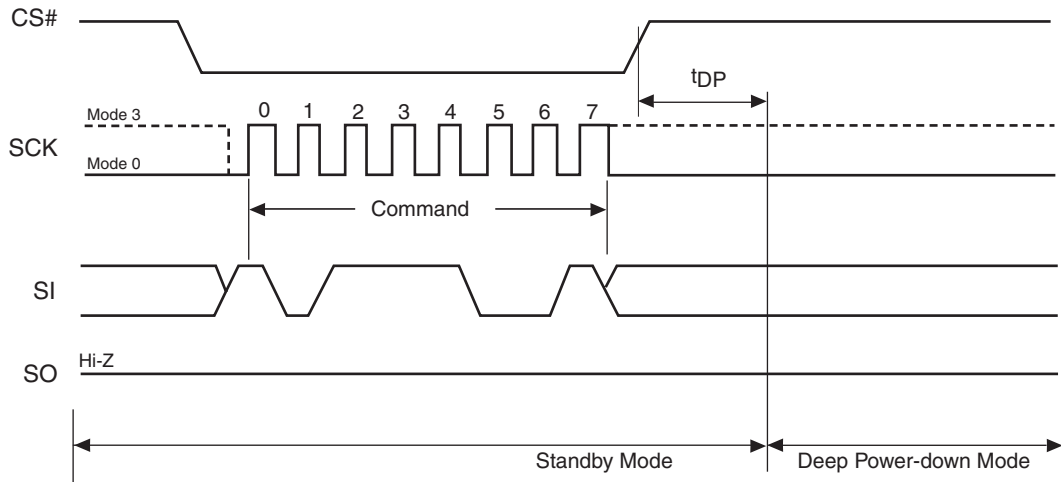 CS#
tDP
Mode 3
0 1 2 3 4 5 6 7
SCK
Mode 0
Command
SI
Hi-Z
SO
Standby Mode
Deep Power-down Mode